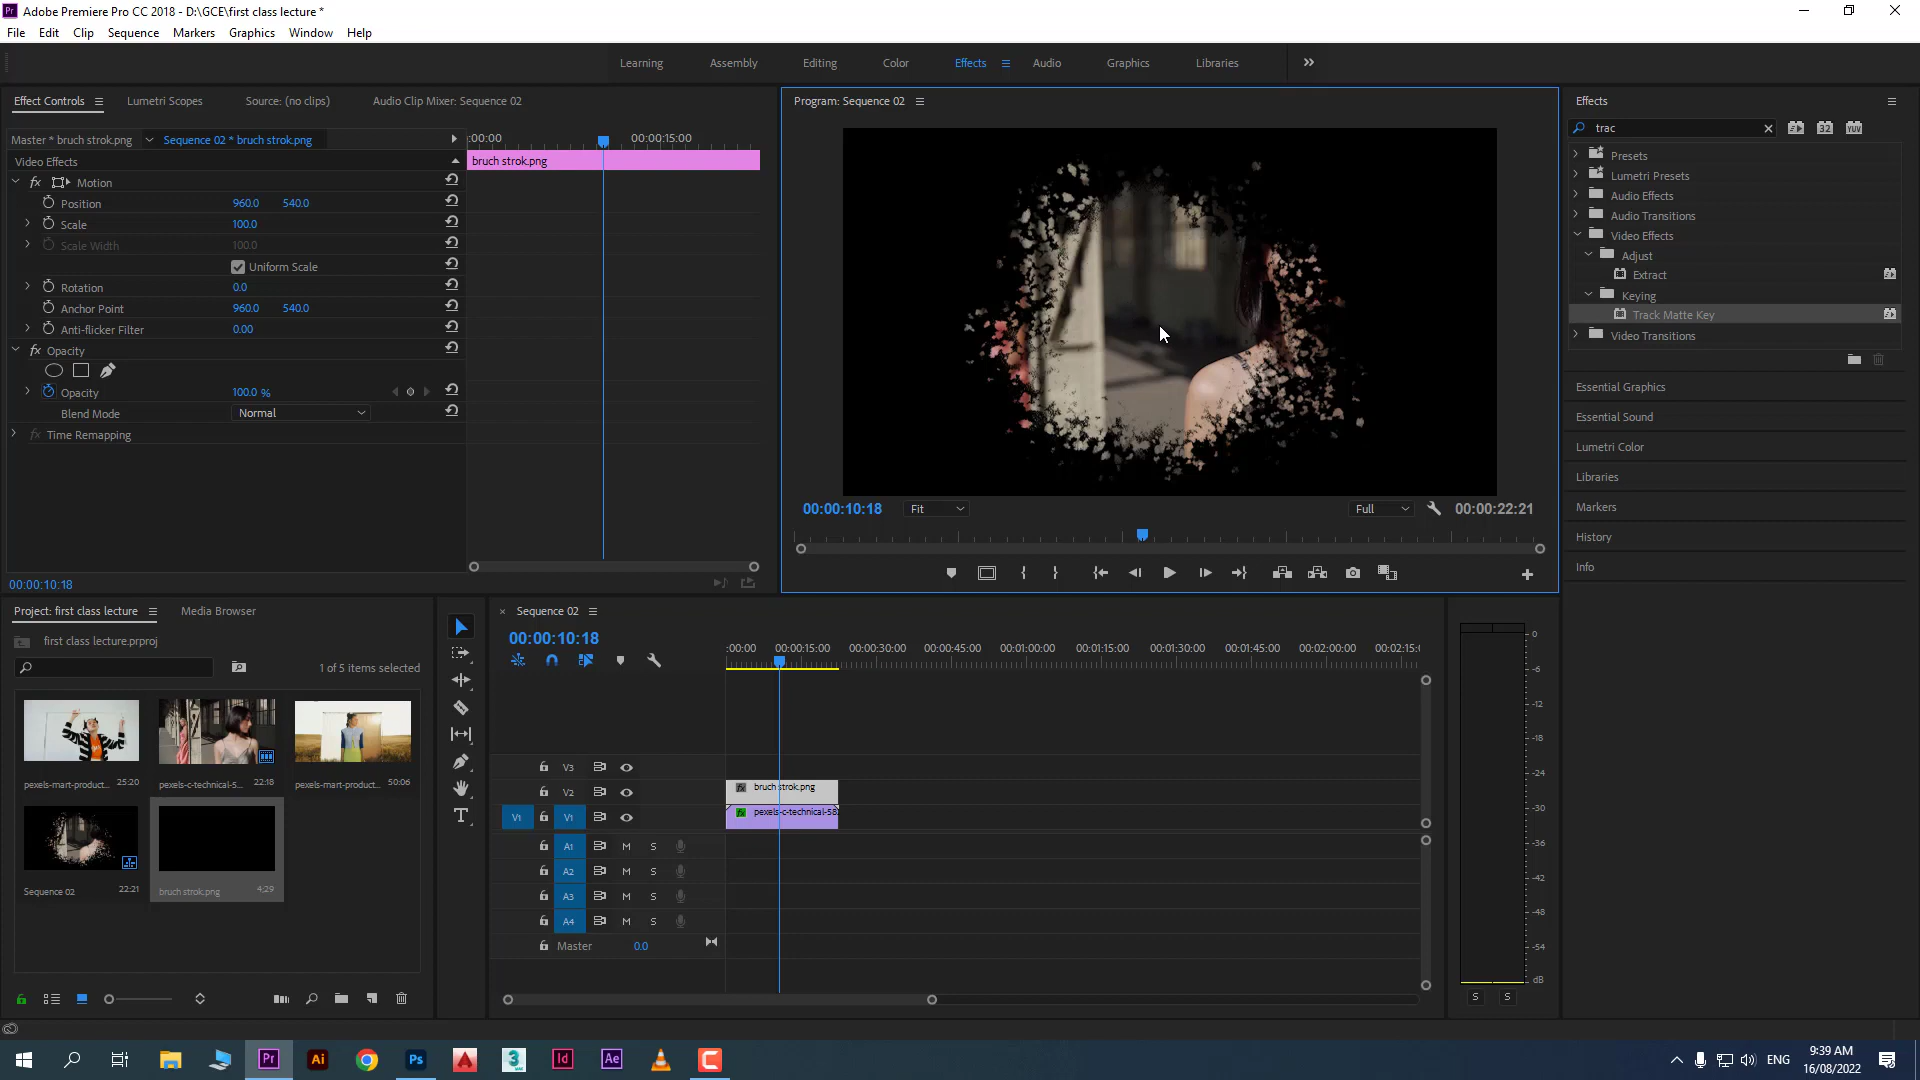 Adobe Premiere Pro CC 2018 - D:\GCE\first class lecture *
File Edit Clip Sequence Markers Graphics Window Help
Learning Assembly Editing Color Effects Audio Graphics Libraries
Effect Controls Lumetri Scopes Source: (no clips) Audio Clip Mixer: Sequence 02
Master * bruch strok.png Sequence 02 * bruch strok.png
:00:00 00:00:15:00
Video Effects
bruch strok.png
fx Motion
Position 960.0 540.0
Scale 100.0
Scale Width 100.0
Uniform Scale
Rotation 0.0
Anchor Point 960.0 540.0
Anti-flicker Filter 0.00
fx Opacity
Opacity 100.0 %
Blend Mode Normal
fx Time Remapping
00:00:10:18
Program: Sequence 02
00:00:10:18 Fit Full 00:00:22:21
Effects
trac
32 YUV
Presets
Lumetri Presets
Audio Effects
Audio Transitions
Video Effects
Adjust
Extract
Keying
Track Matte Key
Video Transitions
Essential Graphics
Essential Sound
Lumetri Color
Libraries
Markers
History
Info
Project: first class lecture Media Browser
first class lecture.prproj
1 of 5 items selected
pexels-mart-product... 25:20
pexels-c-technical-5... 22:18
pexels-mart-product... 50:06
Sequence 02 22:21
bruch strok.png 4:29
× Sequence 02
00:00:10:18
:00:00 00:00:15:00 00:00:30:00 00:00:45:00 00:01:00:00 00:01:15:00 00:01:30:00 00:01:45:00 00:02:00:00 00:02:15:0
V3
V2 fx bruch strok.png
V1 V1 fx pexels-c-technical-58
A1 M S
A2 M S
A3 M S
A4 M S
Master 0.0
0
-6
-12
-18
-24
-30
-36
-42
-48
-54
dB
S S
Pr Ai Ps 3 Id Ae C
ENG
9:39 AM
16/08/2022